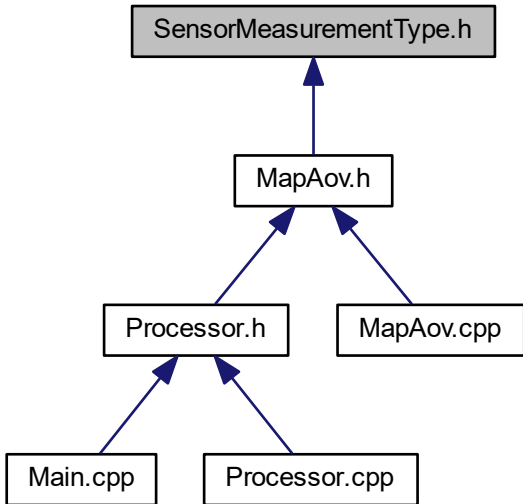 SensorMeasurementType.h
MapAov.h
Processor.h
MapAov.cpp
Main.cpp
Processor.cpp